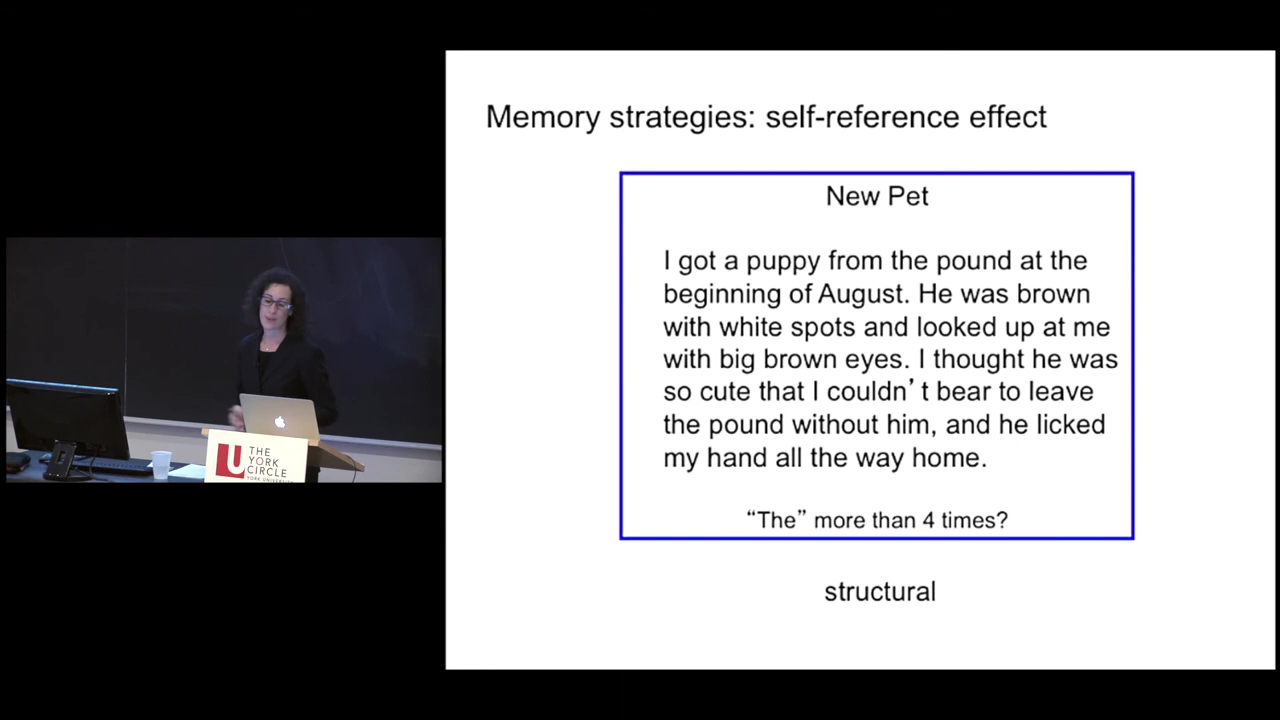 Memory strategies: self-reference effect
New Pet
I got a puppy from the pound at the
beginning of August. He was brown
with white spots and looked up at me
with big brown eyes. I thought he was
so cute that I couldn’t bear to leave
the pound without him, and he licked
my hand all the way home.
“The” more than 4 times?
structural
U
THE
YORK
CIRCLE
YORK UNIVERSITY